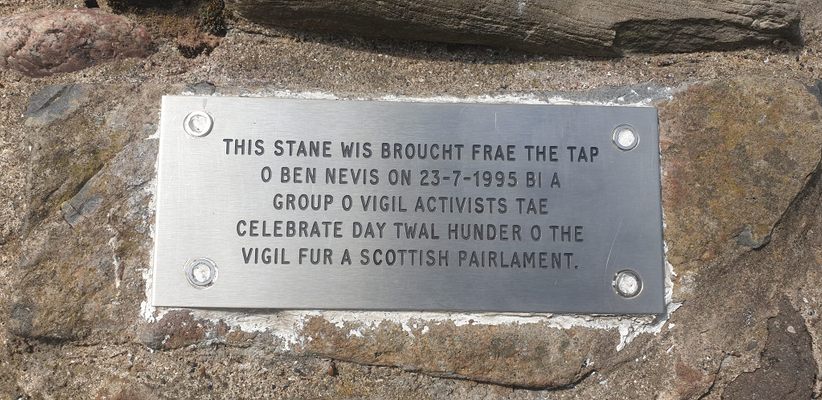 THIS STANE WIS BROUCHT FRAE THE TAP
O BEN NEVIS ON 23-7-1995 BI A
GROUP O VIGIL ACTIVISTS TAE
CELEBRATE DAY TWAL HUNDER O THE
VIGIL FUR A SCOTTISH PAIRLAMENT.